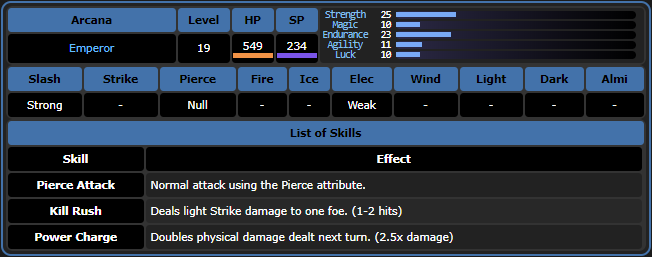 Arcana Level HP SP
Emperor 19 549 234
Strength 25
Magic 10
Endurance 23
Agility 11
Luck 10
Slash Strike Pierce Fire Ice Elec Wind Light Dark Almi
Strong - Null - - Weak - - - -
List of Skills
Skill Effect
Pierce Attack Normal attack using the Pierce attribute.
Kill Rush Deals light Strike damage to one foe. (1-2 hits)
Power Charge Doubles physical damage dealt next turn. (2.5x damage)